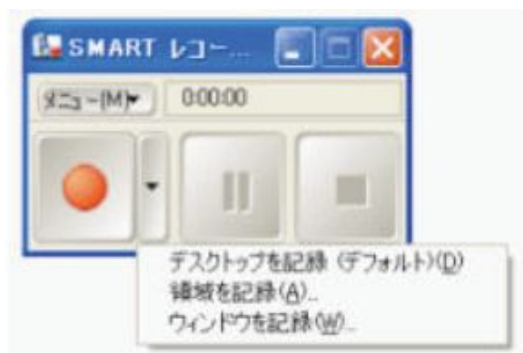 SMART レコー...
メニュー(M)
0:00:00
デスクトップを記録 (デフォルト)(D)
領域を記録(A)...
ウィンドウを記録(W)...